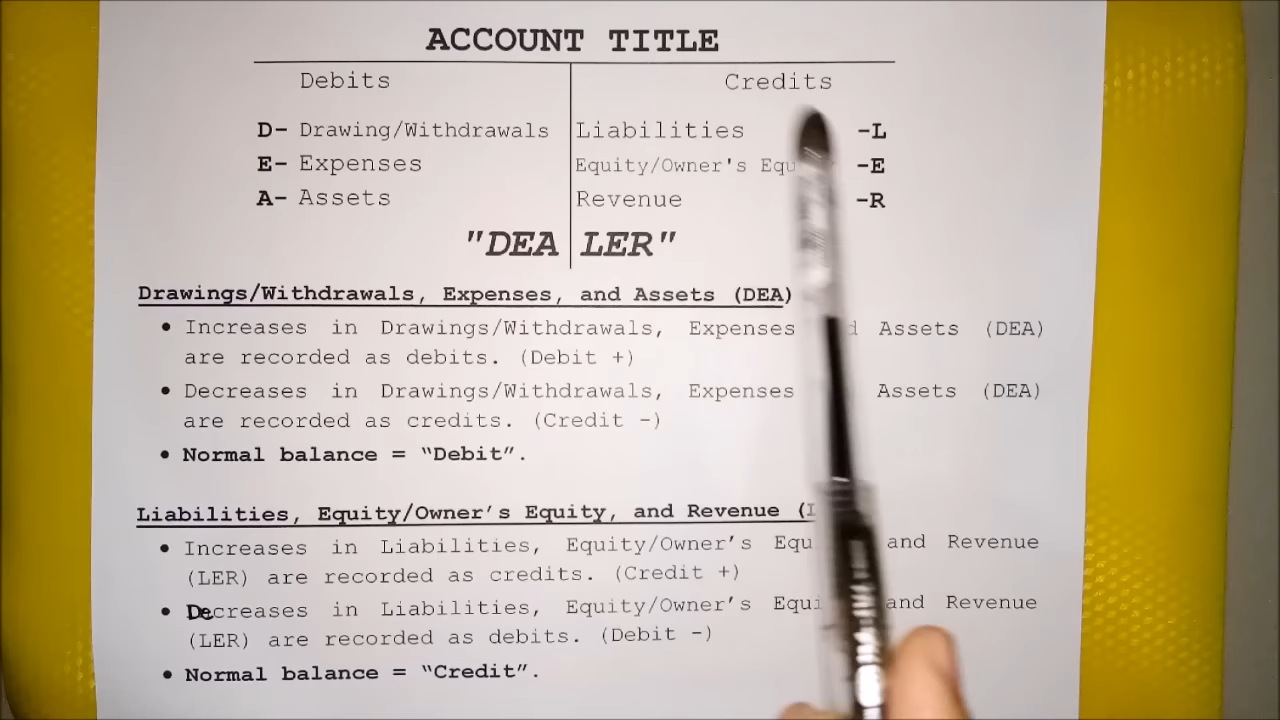 ACCOUNT TITLE
Debits Credits
D- Drawing/Withdrawals Liabilities -L
E- Expenses Equity/Owner's -E
A- Assets Revenue -R
"DEA LER"
Drawings/Withdrawals, Expenses, and Assets (DEA)
• Increases in Drawings/Withdrawals, Expenses Assets (DEA)
are recorded as debits. (Debit +)
• Decreases in Drawings/Withdrawals, Expenses Assets (DEA)
are recorded as credits. (Credit -)
• Normal balance = “Debit”.
Liabilities, Equity/Owner’s Equity, and Revenue
• Increases in Liabilities, Equity/Owner’s and Revenue
(LER) are recorded as credits. (Credit +)
• Decreases in Liabilities, Equity/Owner’s and Revenue
(LER) are recorded as debits. (Debit -)
• Normal balance = “Credit”.